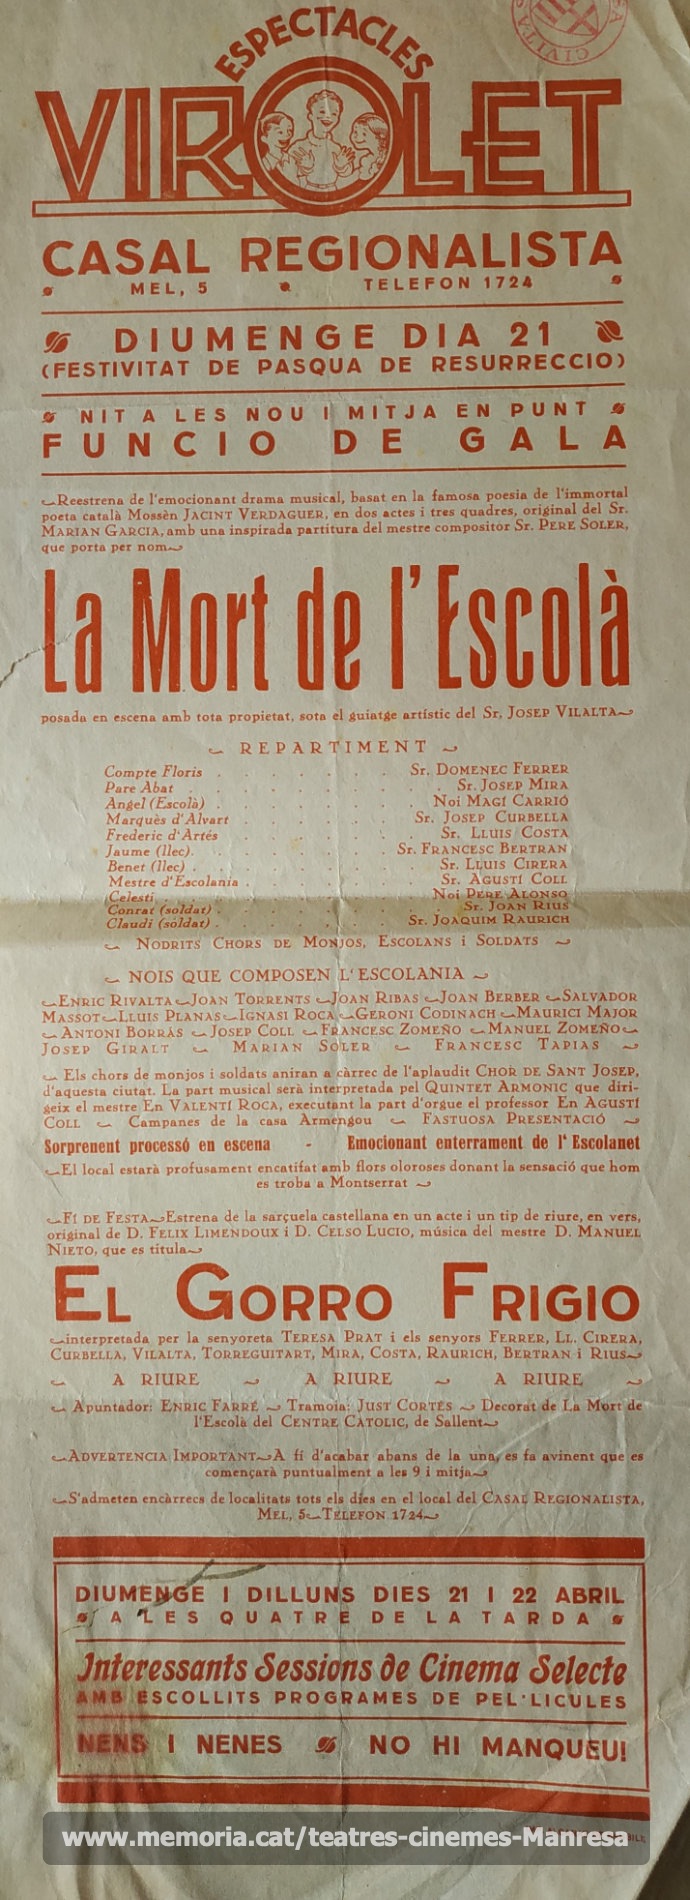 ESPECTACLES
VIROLET
CASAL REGIONALISTA
MEL, 5 TELEFON 1724
DIUMENGE DIA 21
(FESTIVITAT DE PASQUA DE RESURRECCIO)
NIT A LES NOU I MITJA EN PUNT
FUNCIO DE GALA
Reestrena de l'emocionant drama musical, basat en la famosa poesia de l'immortal
poeta català Mossèn JACINT VERDAGUER, en dos actes i tres quadres, original del Sr.
MARIAN GARCIA, amb una inspirada partitura del mestre compositor Sr. PERE SOLER,
que porta per nom
La Mort de l'Escolà
posada en escena amb tota propietat, sota el guiatge artístic del Sr. JOSEP VILALTA
REPARTIMENT
Compte Floris . . . . . . . Sr. DOMENEC FERRER
Pare Abat . . . . . . . Sr. JOSEP MIRA
Angel (Escolà) . . . . . . . Noi MAGÍ CARRIÓ
Marquès d'Alvart . . . . . . . Sr. JOSEP CURBELLA
Frederic d'Artés . . . . . . . Sr. LLUIS COSTA
Jaume (llec). . . . . . . Sr. FRANCESC BERTRAN
Benet (llec) . . . . . . . Sr. LLUIS CIRERA
Mestre d'Escolania . . . . . . . Sr. AGUSTÍ COLL
Celestí . . . . . . . Noi PERE ALONSO
Conrat (soldat) . . . . . . . Sr. JOAN RIUS
Claudi (soldat) . . . . . . . Sr. JOAQUIM RAURICH
NODRITS CHORS DE MONJOS, ESCOLANS I SOLDATS
NOIS QUE COMPOSEN L'ESCOLANIA
ENRIC RIVALTA JOAN TORRENTS JOAN RIBAS JOAN BERBER SALVADOR
MASSOT LLUIS PLANAS IGNASI ROCA GERONI CODINACH MAURICI MAJOR
ANTONI BORRÀS JOSEP COLL FRANCESC ZOMEÑO MANUEL ZOMEÑO
JOSEP GIRALT MARIAN SOLER FRANCESC TAPIAS
Els chors de monjos i soldats aniran a càrrec de l'aplaudit CHOR DE SANT JOSEP,
d'aquesta ciutat. La part musical serà interpretada pel QUINTET ARMONIC que diri-
geix el mestre En VALENTÍ ROCA, executant la part d'orgue el professor En AGUSTÍ
COLL Campanes de la casa Armengou FASTUOSA PRESENTACIÓ
Sorprenent processó en escena - Emocionant enterrament de l'Escolanet
El local estarà profusament encatifat amb flors oloroses donant la sensació que hom
es troba a Montserrat
FÍ DE FESTA Estrena de la sarçuela castellana en un acte i un tip de riure, en vers,
original de D. FELIX LIMENDOUX i D. CELSO LUCIO, música del mestre D. MANUEL
NIETO, que es titula
EL GORRO FRIGIO
interpretada per la senyoreta TERESA PRAT i els senyors FERRER, LL. CIRERA,
CURBELLA, VILALTA, TORREGUITART, MIRA, COSTA, RAURICH, BERTRAN i RIUS
A RIURE A RIURE A RIURE
Apuntador: ENRIC FARRÉ Tramoia: JUST CORTÉS Decorat de La Mort de
l'Escolà del CENTRE CATOLIC, de Sallent
ADVERTENCIA IMPORTANT A fí d'acabar abans de la una, es fa avinent que es
començarà puntualment a les 9 i mitja
S'admeten encàrrecs de localitats tots els dies en el local del CASAL REGIONALISTA,
MEL, 5 TELEFON 1724
DIUMENGE I DILLUNS DIES 21 I 22 ABRIL
A LES QUATRE DE LA TARDA
Interessants Sessions de Cinema Selecte
AMB ESCOLLITS PROGRAMES DE PEL·LICULES
NENS I NENES NO HI MANQUEU!
www.memoria.cat/teatres-cinemes-Manresa